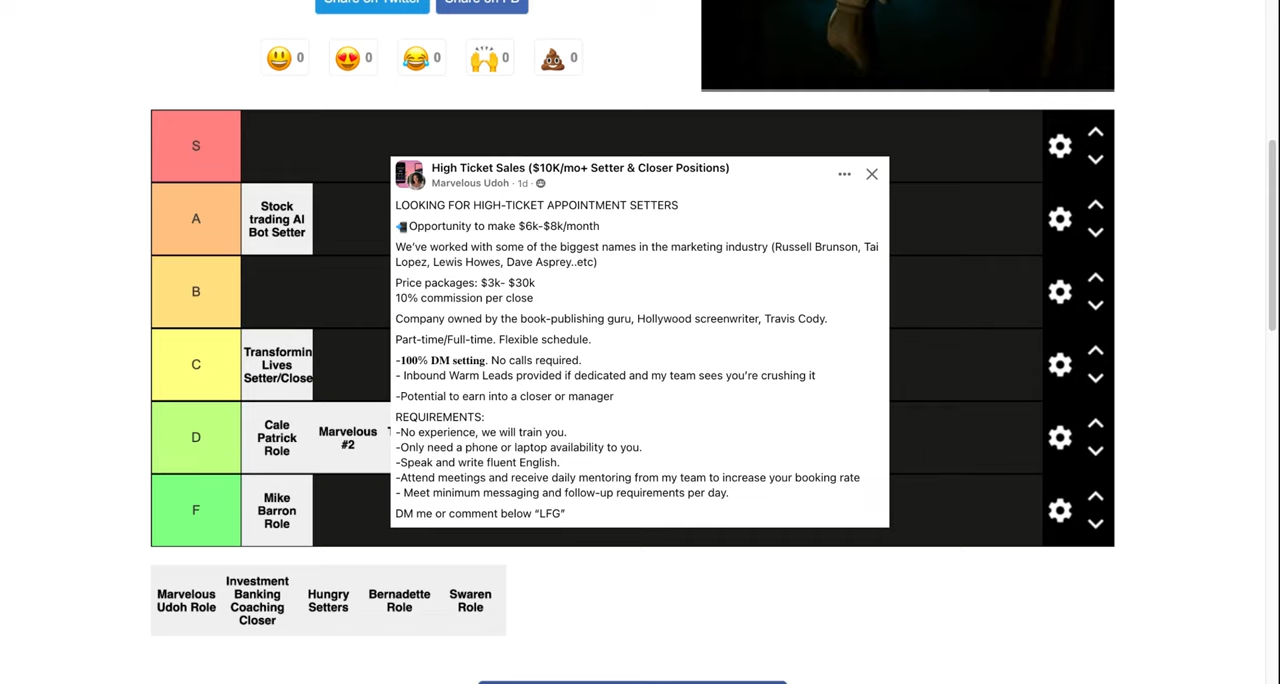 Share on Twitter
Share on FB
0
0
0
0
0
S
A
Stock
trading AI
Bot Setter
B
C
Transformin
Lives
Setter/Close
D
Cale
Patrick
Role
Marvelous
#2
F
Mike
Barron
Role
High Ticket Sales ($10K/mo+ Setter & Closer Positions)
Marvelous Udoh · 1d ·
LOOKING FOR HIGH-TICKET APPOINTMENT SETTERS
Opportunity to make $6k-$8k/month
We’ve worked with some of the biggest names in the marketing industry (Russell Brunson, Tai
Lopez, Lewis Howes, Dave Asprey..etc)
Price packages: $3k- $30k
10% commission per close
Company owned by the book-publishing guru, Hollywood screenwriter, Travis Cody.
Part-time/Full-time. Flexible schedule.
-𝟏𝟎𝟎% 𝐃𝐌 𝐬𝐞𝐭𝐭𝐢𝐧𝐠. No calls required.
- Inbound Warm Leads provided if dedicated and my team sees you’re crushing it
-Potential to earn into a closer or manager
REQUIREMENTS:
-No experience, we will train you.
-Only need a phone or laptop availability to you.
-Speak and write fluent English.
-Attend meetings and receive daily mentoring from my team to increase your booking rate
- Meet minimum messaging and follow-up requirements per day.
DM me or comment below “LFG”
Marvelous
Udoh Role
Investment
Banking
Coaching
Closer
Hungry
Setters
Bernadette
Role
Swaren
Role